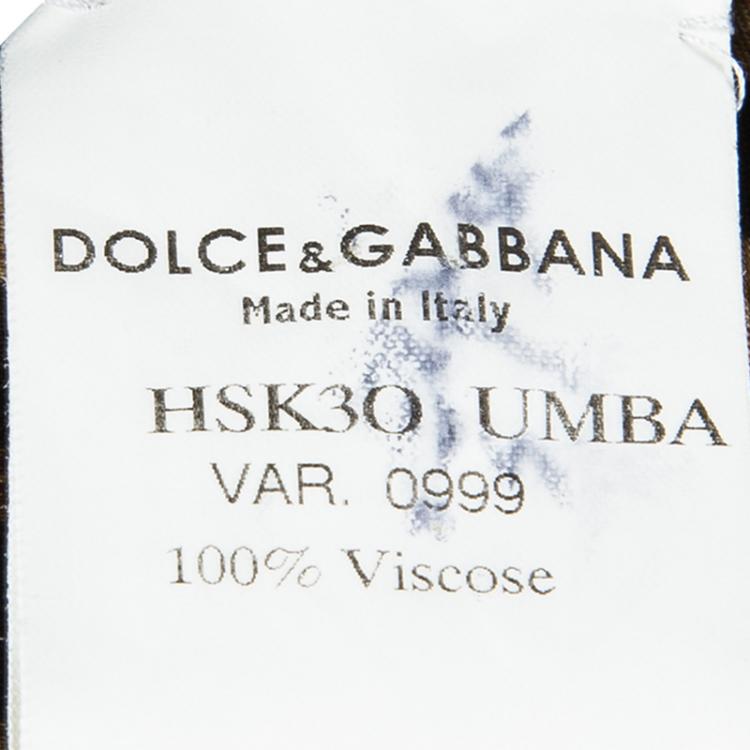 DOLCE&GABBANA
Made in Italy
HSK3O UMBA
VAR. 0999
100% Viscose